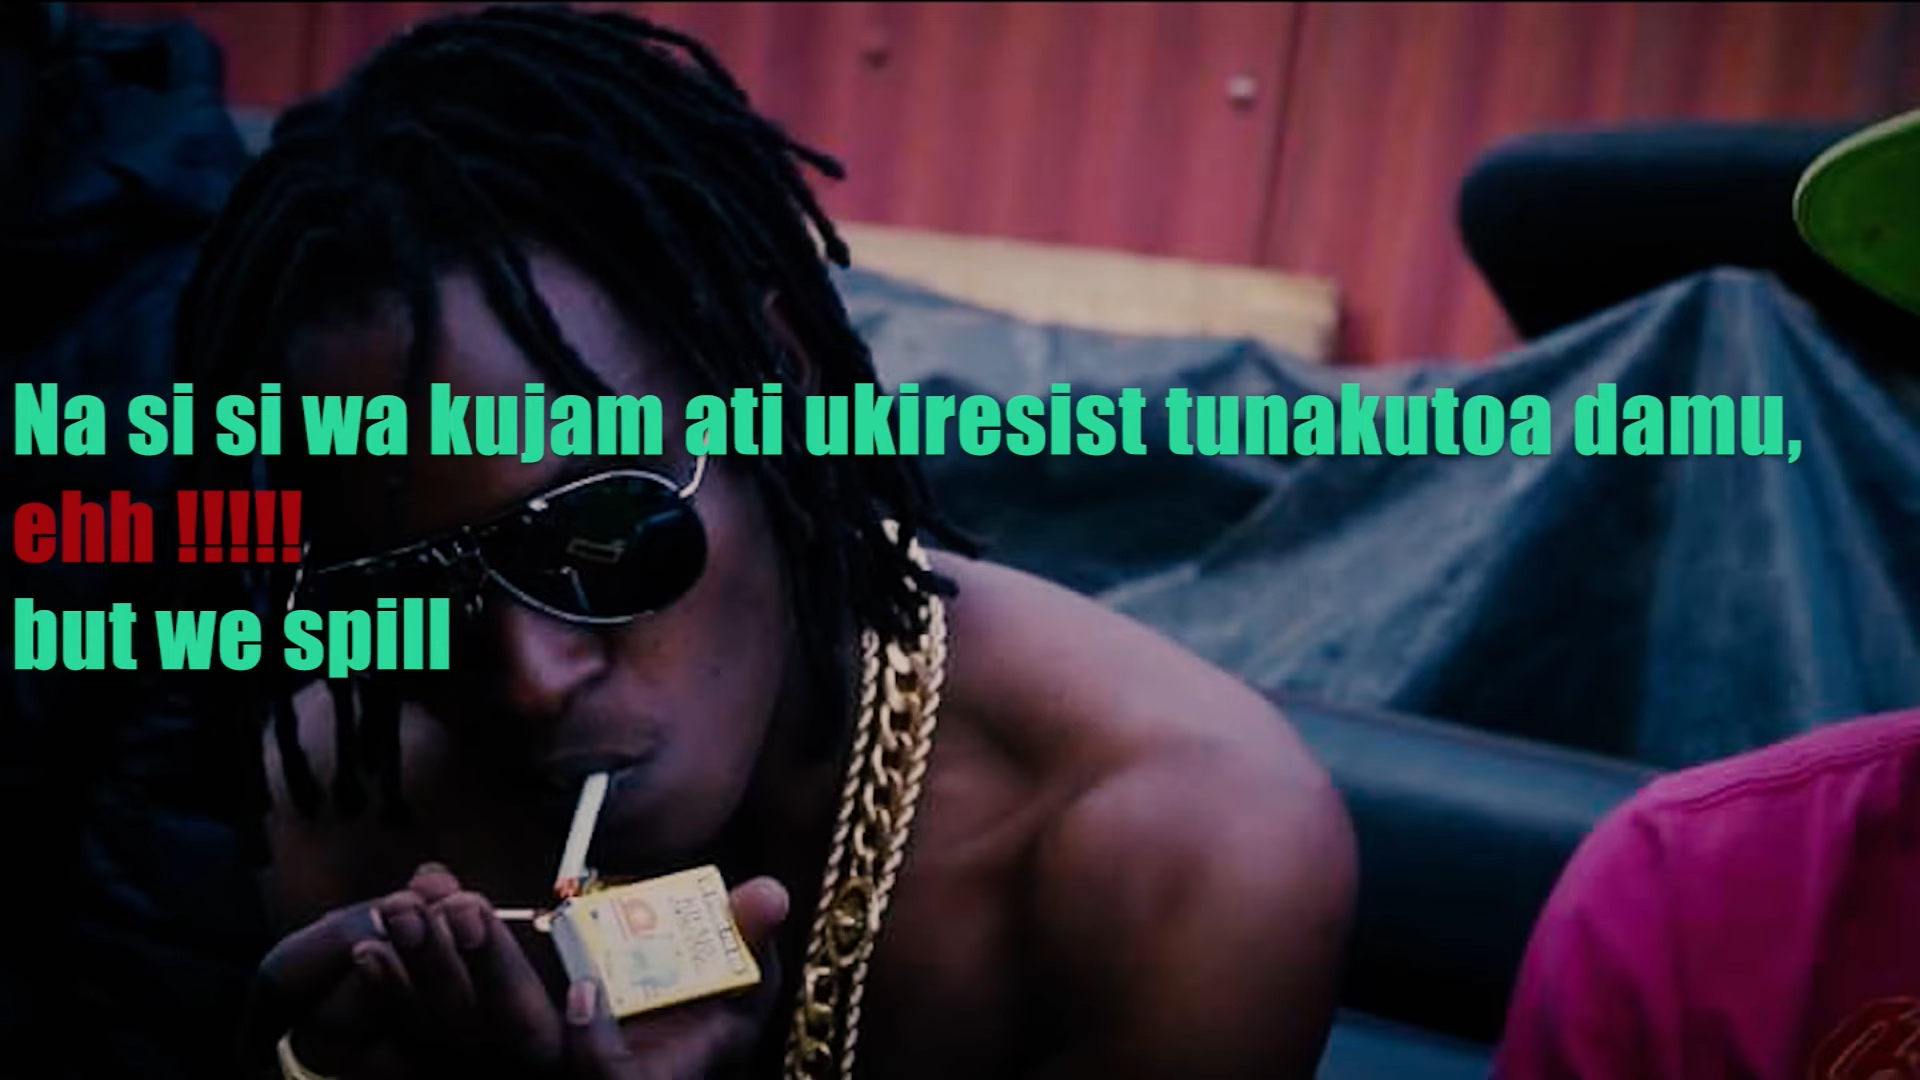 Na si si wa kujam ati ukiresist tunakutoa damu,
ehh !!!!!
but we spill